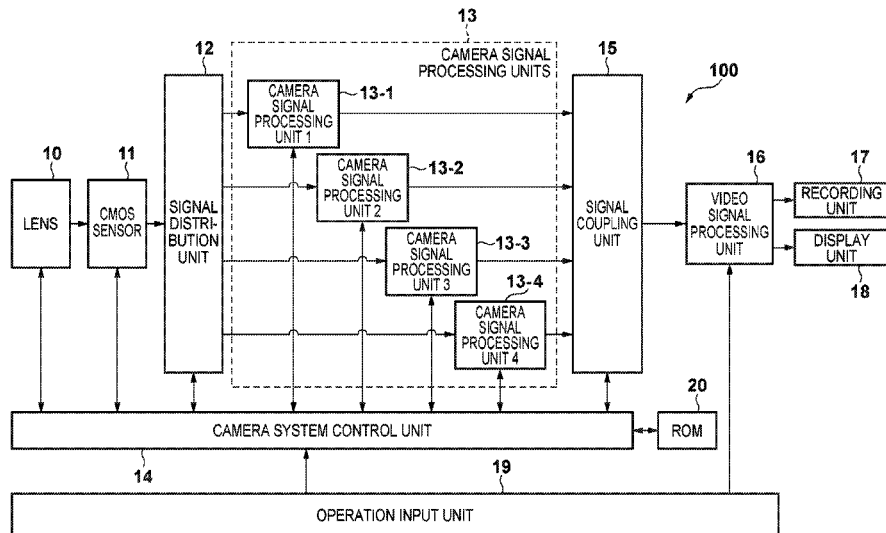 13
12
CAMERA SIGNAL
PROCESSING UNITS
15
100
CAMERA
SIGNAL
PROCESSING
UNIT 1
13-1
10
11
CAMERA
SIGNAL
PROCESSING
UNIT 2
13-2
16
17
LENS
CMOS
SENSOR
SIGNAL
DISTRI-
BUTION
UNIT
SIGNAL
COUPLING
UNIT
VIDEO
SIGNAL
PROCESSING
UNIT
RECORDING
UNIT
CAMERA
SIGNAL
PROCESSING
UNIT 3
13-3
DISPLAY
UNIT
18
13-4
CAMERA
SIGNAL
PROCESSING
UNIT 4
20
CAMERA SYSTEM CONTROL UNIT
ROM
14
19
OPERATION INPUT UNIT